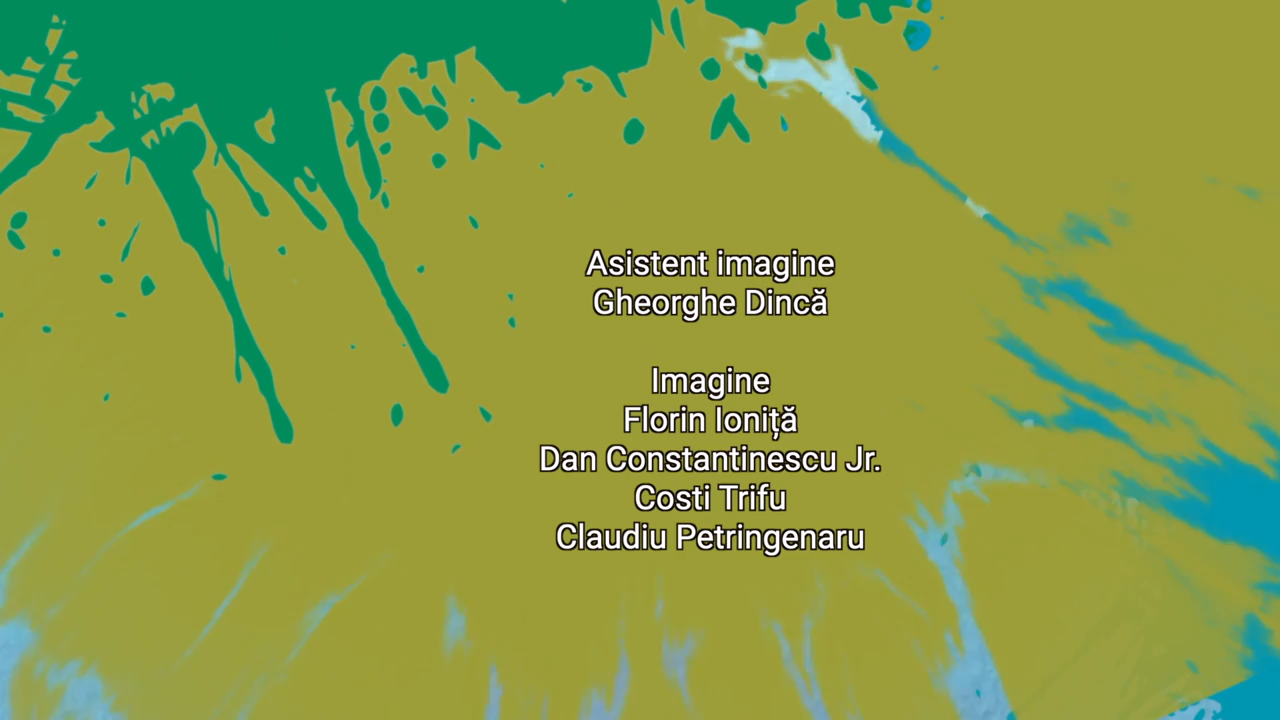 Asistent imagine
Gheorghe Dincă
Imagine
Florin Ioniță
Dan Constantinescu Jr.
Costi Trifu
Claudiu Petringenaru